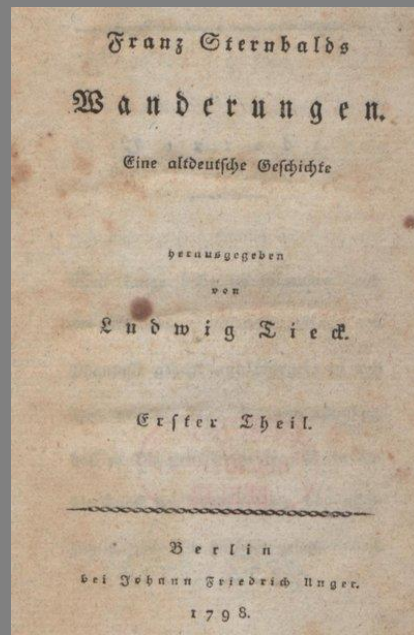 Franz Sternbalds
Wanderungen.
Eine altdeutsche Geschichte
herausgegeben
von
Ludwig Tieck.
Erster Theil.
Berlin
bei Johann Friedrich Unger.
1798.